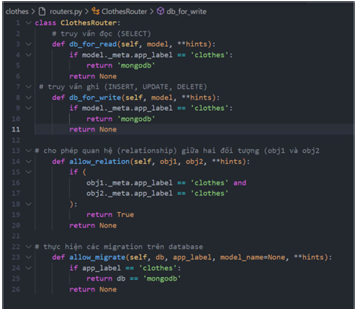 clothes > routers.py > ClothesRouter > db_for_write
1 class ClothesRouter:
2 # truy vấn đọc (SELECT)
3 def db_for_read(self, model, **hints):
4 if model._meta.app_label == 'clothes':
5 return 'mongodb'
6 return None
7 # truy vấn ghi (INSERT, UPDATE, DELETE)
8 def db_for_write(self, model, **hints):
9 if model._meta.app_label == 'clothes':
10 return 'mongodb'
11 return None
12
13 # cho phép quan hệ (relationship) giữa hai đối tượng (obj1 và obj2
14 def allow_relation(self, obj1, obj2, **hints):
15 if (
16 obj1._meta.app_label == 'clothes' and
17 obj2._meta.app_label == 'clothes'
18 ):
19 return True
20 return None
21
22 # thực hiện các migration trên database
23 def allow_migrate(self, db, app_label, model_name=None, **hints):
24 if app_label == 'clothes':
25 return db == 'mongodb'
26 return None